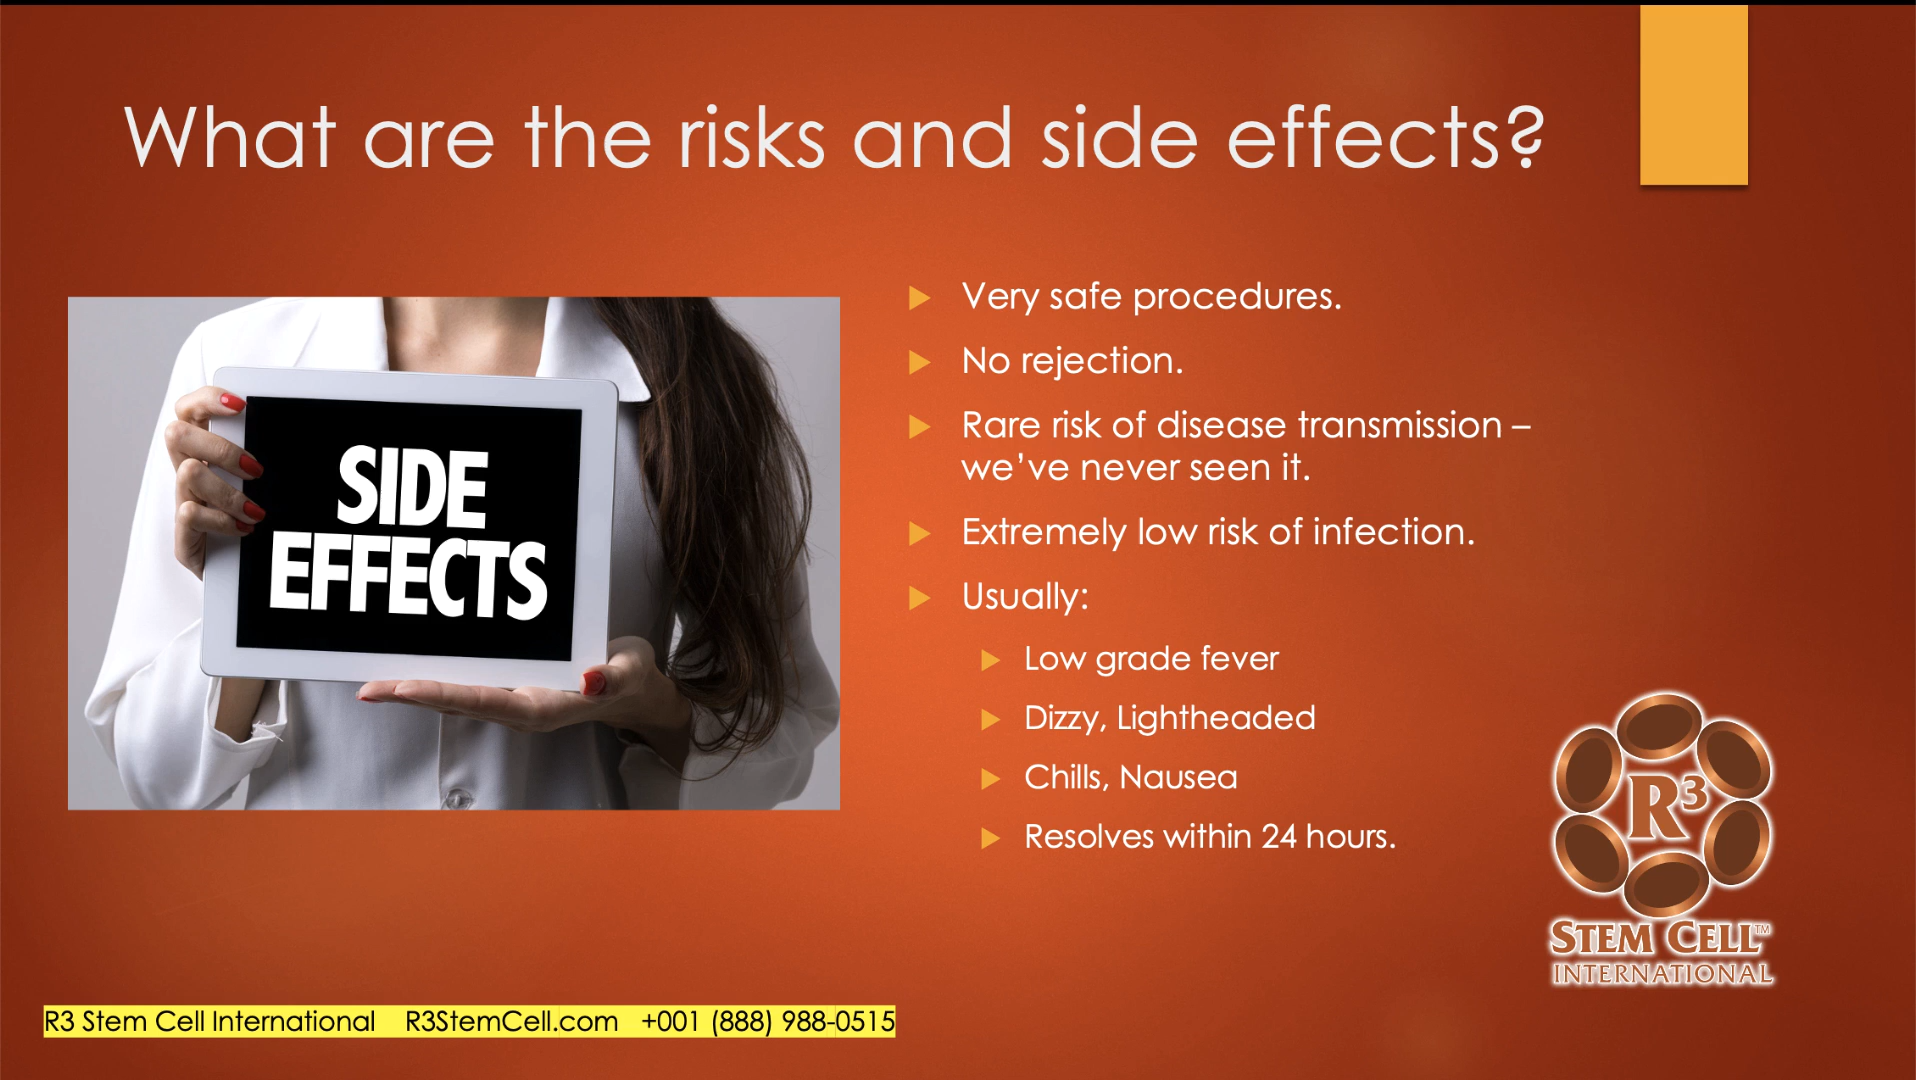 What are the risks and side effects?
SIDE
EFFECTS
Very safe procedures.
No rejection.
Rare risk of disease transmission –
we’ve never seen it.
Extremely low risk of infection.
Usually:
Low grade fever
Dizzy, Lightheaded
Chills, Nausea
Resolves within 24 hours.
R3
STEM CELL™
INTERNATIONAL
R3 Stem Cell International R3StemCell.com +001 (888) 988-0515